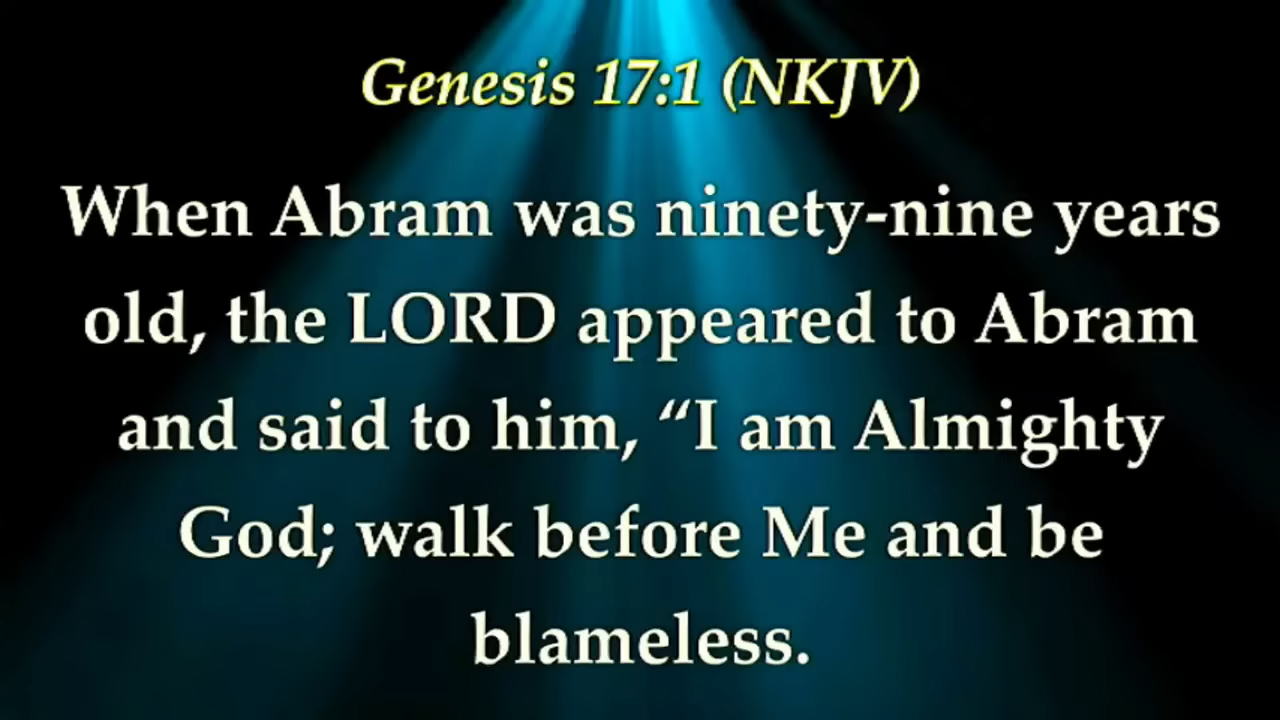 Genesis 17:1 (NKJV)
When Abram was ninety-nine years
old, the LORD appeared to Abram
and said to him, “I am Almighty
God; walk before Me and be
blameless.